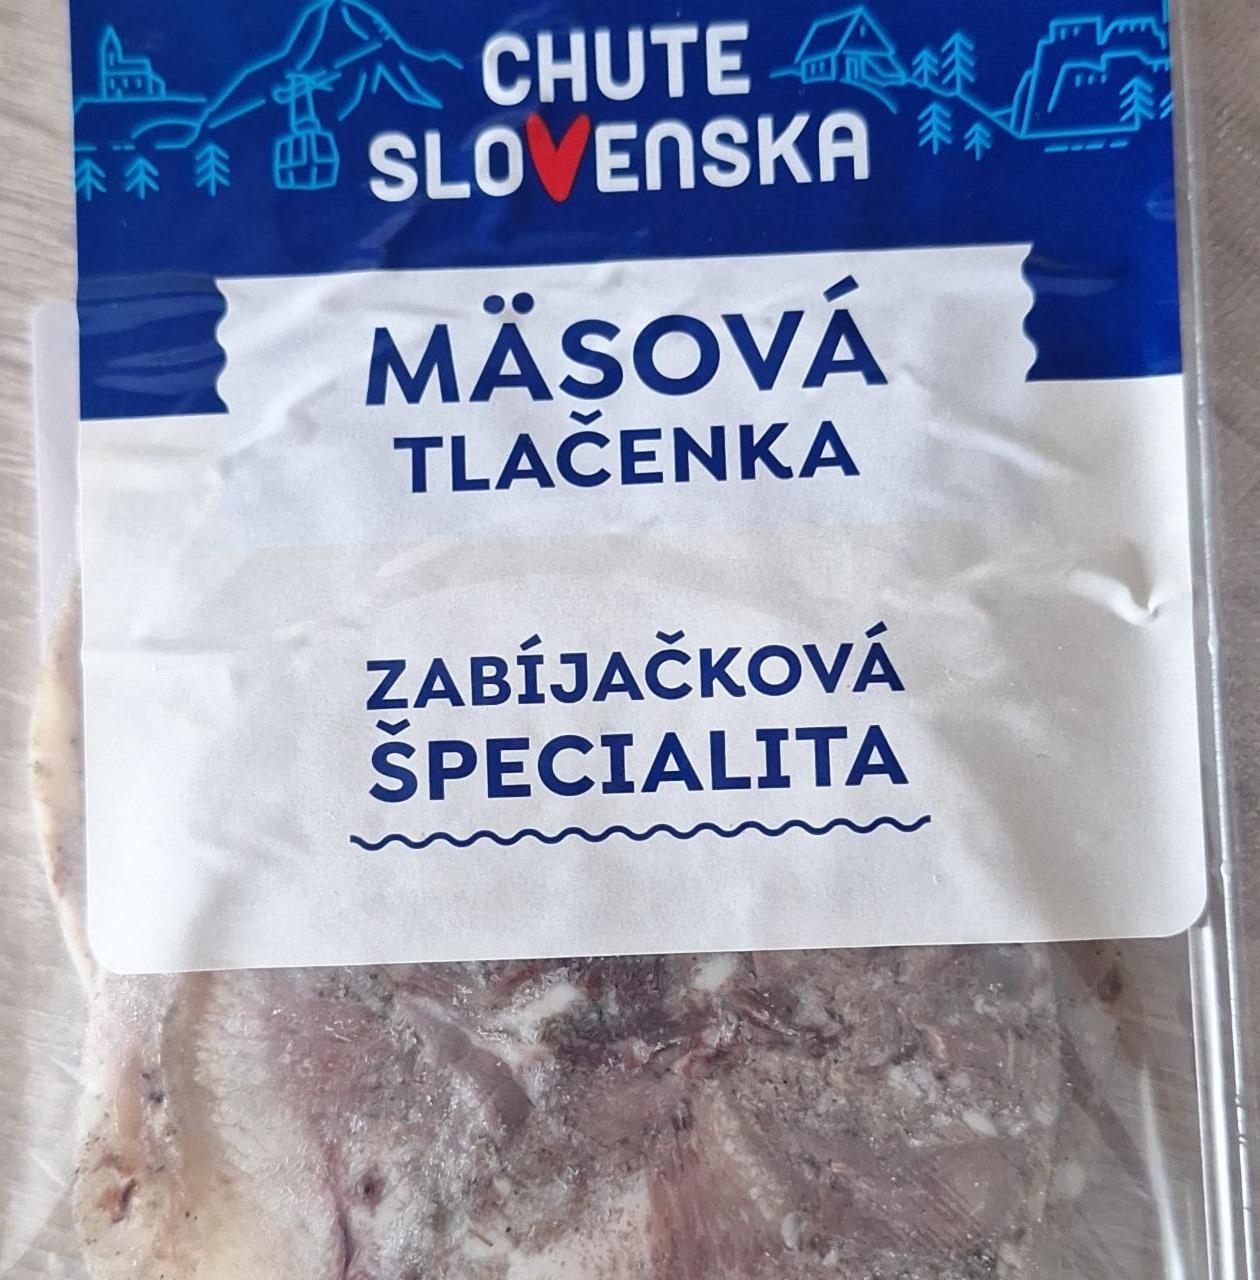 CHUTE
SLOVENSKA
MÄSOVÁ
TLAČENKA
ZABÍJAČKOVÁ
ŠPECIALITA